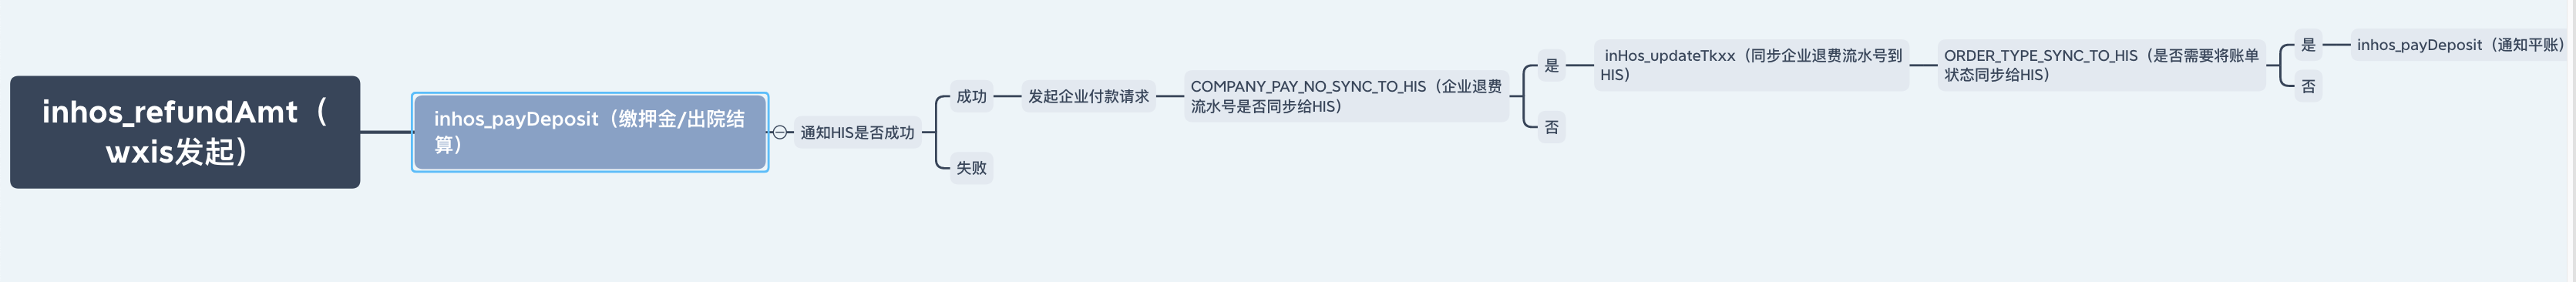 inhos_refundAmt（
wxis发起）
inhos_payDeposit（缴押金/出院结
算）
通知HIS是否成功
成功
发起企业付款请求
COMPANY_PAY_NO_SYNC_TO_HIS（企业退费
流水号是否同步给HIS）
是
inHos_updateTkxx（同步企业退费流水号到
HIS）
ORDER_TYPE_SYNC_TO_HIS（是否需要将账单
状态同步给HIS）
是
inhos_payDeposit（通知平账）
否
否
失败